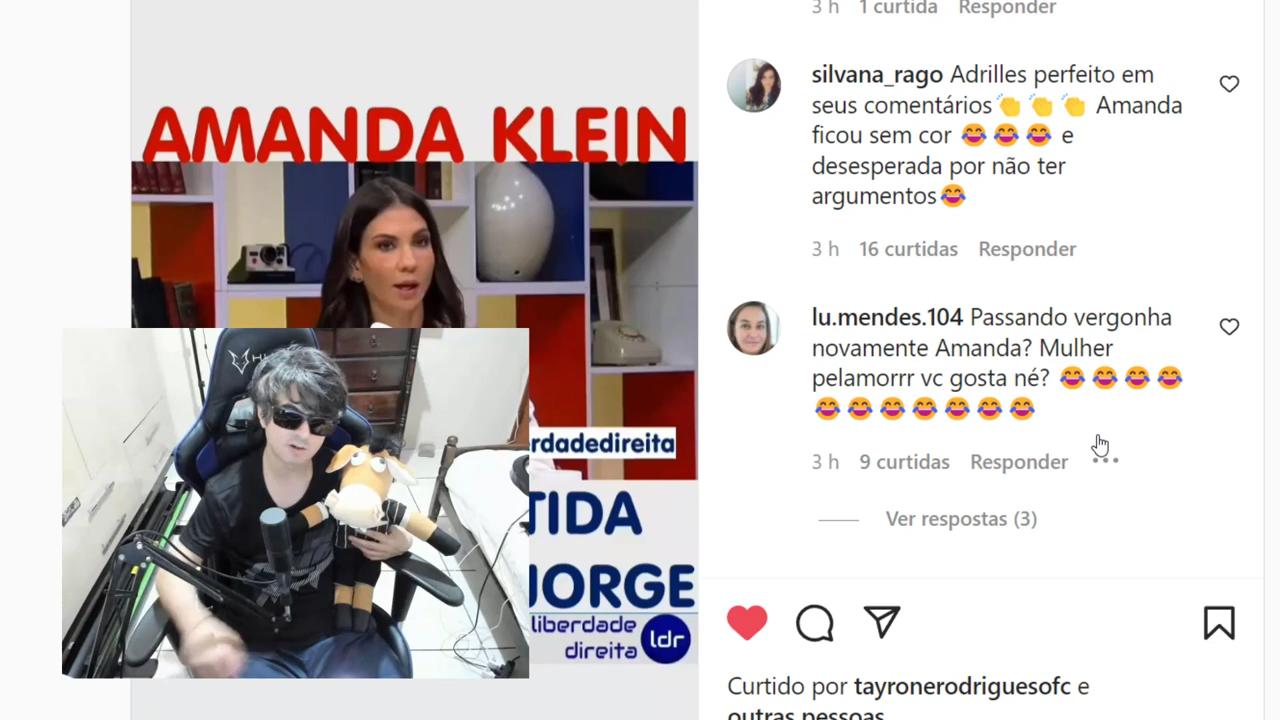 AMANDA KLEIN
rdadedireita
TIDA
JORGE
liberdade
direita
ldr
3 h 1 curtida Responder
silvana_rago Adrilles perfeito em
seus comentários👏👏👏 Amanda
ficou sem cor 😂😂😂 e
desesperada por não ter
argumentos😂
3 h 16 curtidas Responder
lu.mendes.104 Passando vergonha
novamente Amanda? Mulher
pelamorrr vc gosta né? 😂😂😂😂
😂😂😂😂😂😂😂
3 h 9 curtidas Responder
Ver respostas (3)
Curtido por tayronerodriguesofc e
outras pessoas